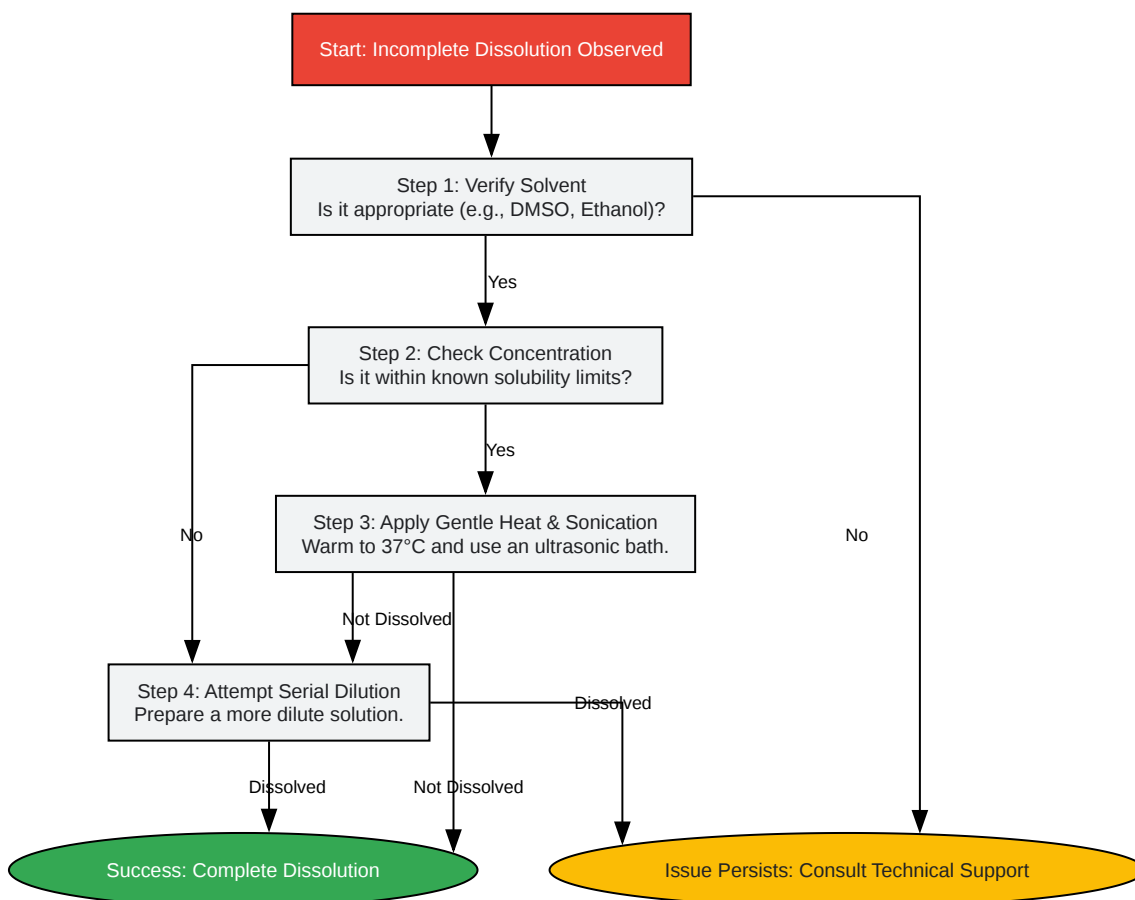 Start: Incomplete Dissolution Observed
Step 1: Verify Solvent
Is it appropriate (e.g., DMSO, Ethanol)?
Yes
Step 2: Check Concentration
Is it within known solubility limits?
Yes
Step 3: Apply Gentle Heat & Sonication
Warm to 37°C and use an ultrasonic bath.
No
No
Not Dissolved
Step 4: Attempt Serial Dilution
Prepare a more dilute solution.
Dissolved
Dissolved
Not Dissolved
Success: Complete Dissolution
Issue Persists: Consult Technical Support